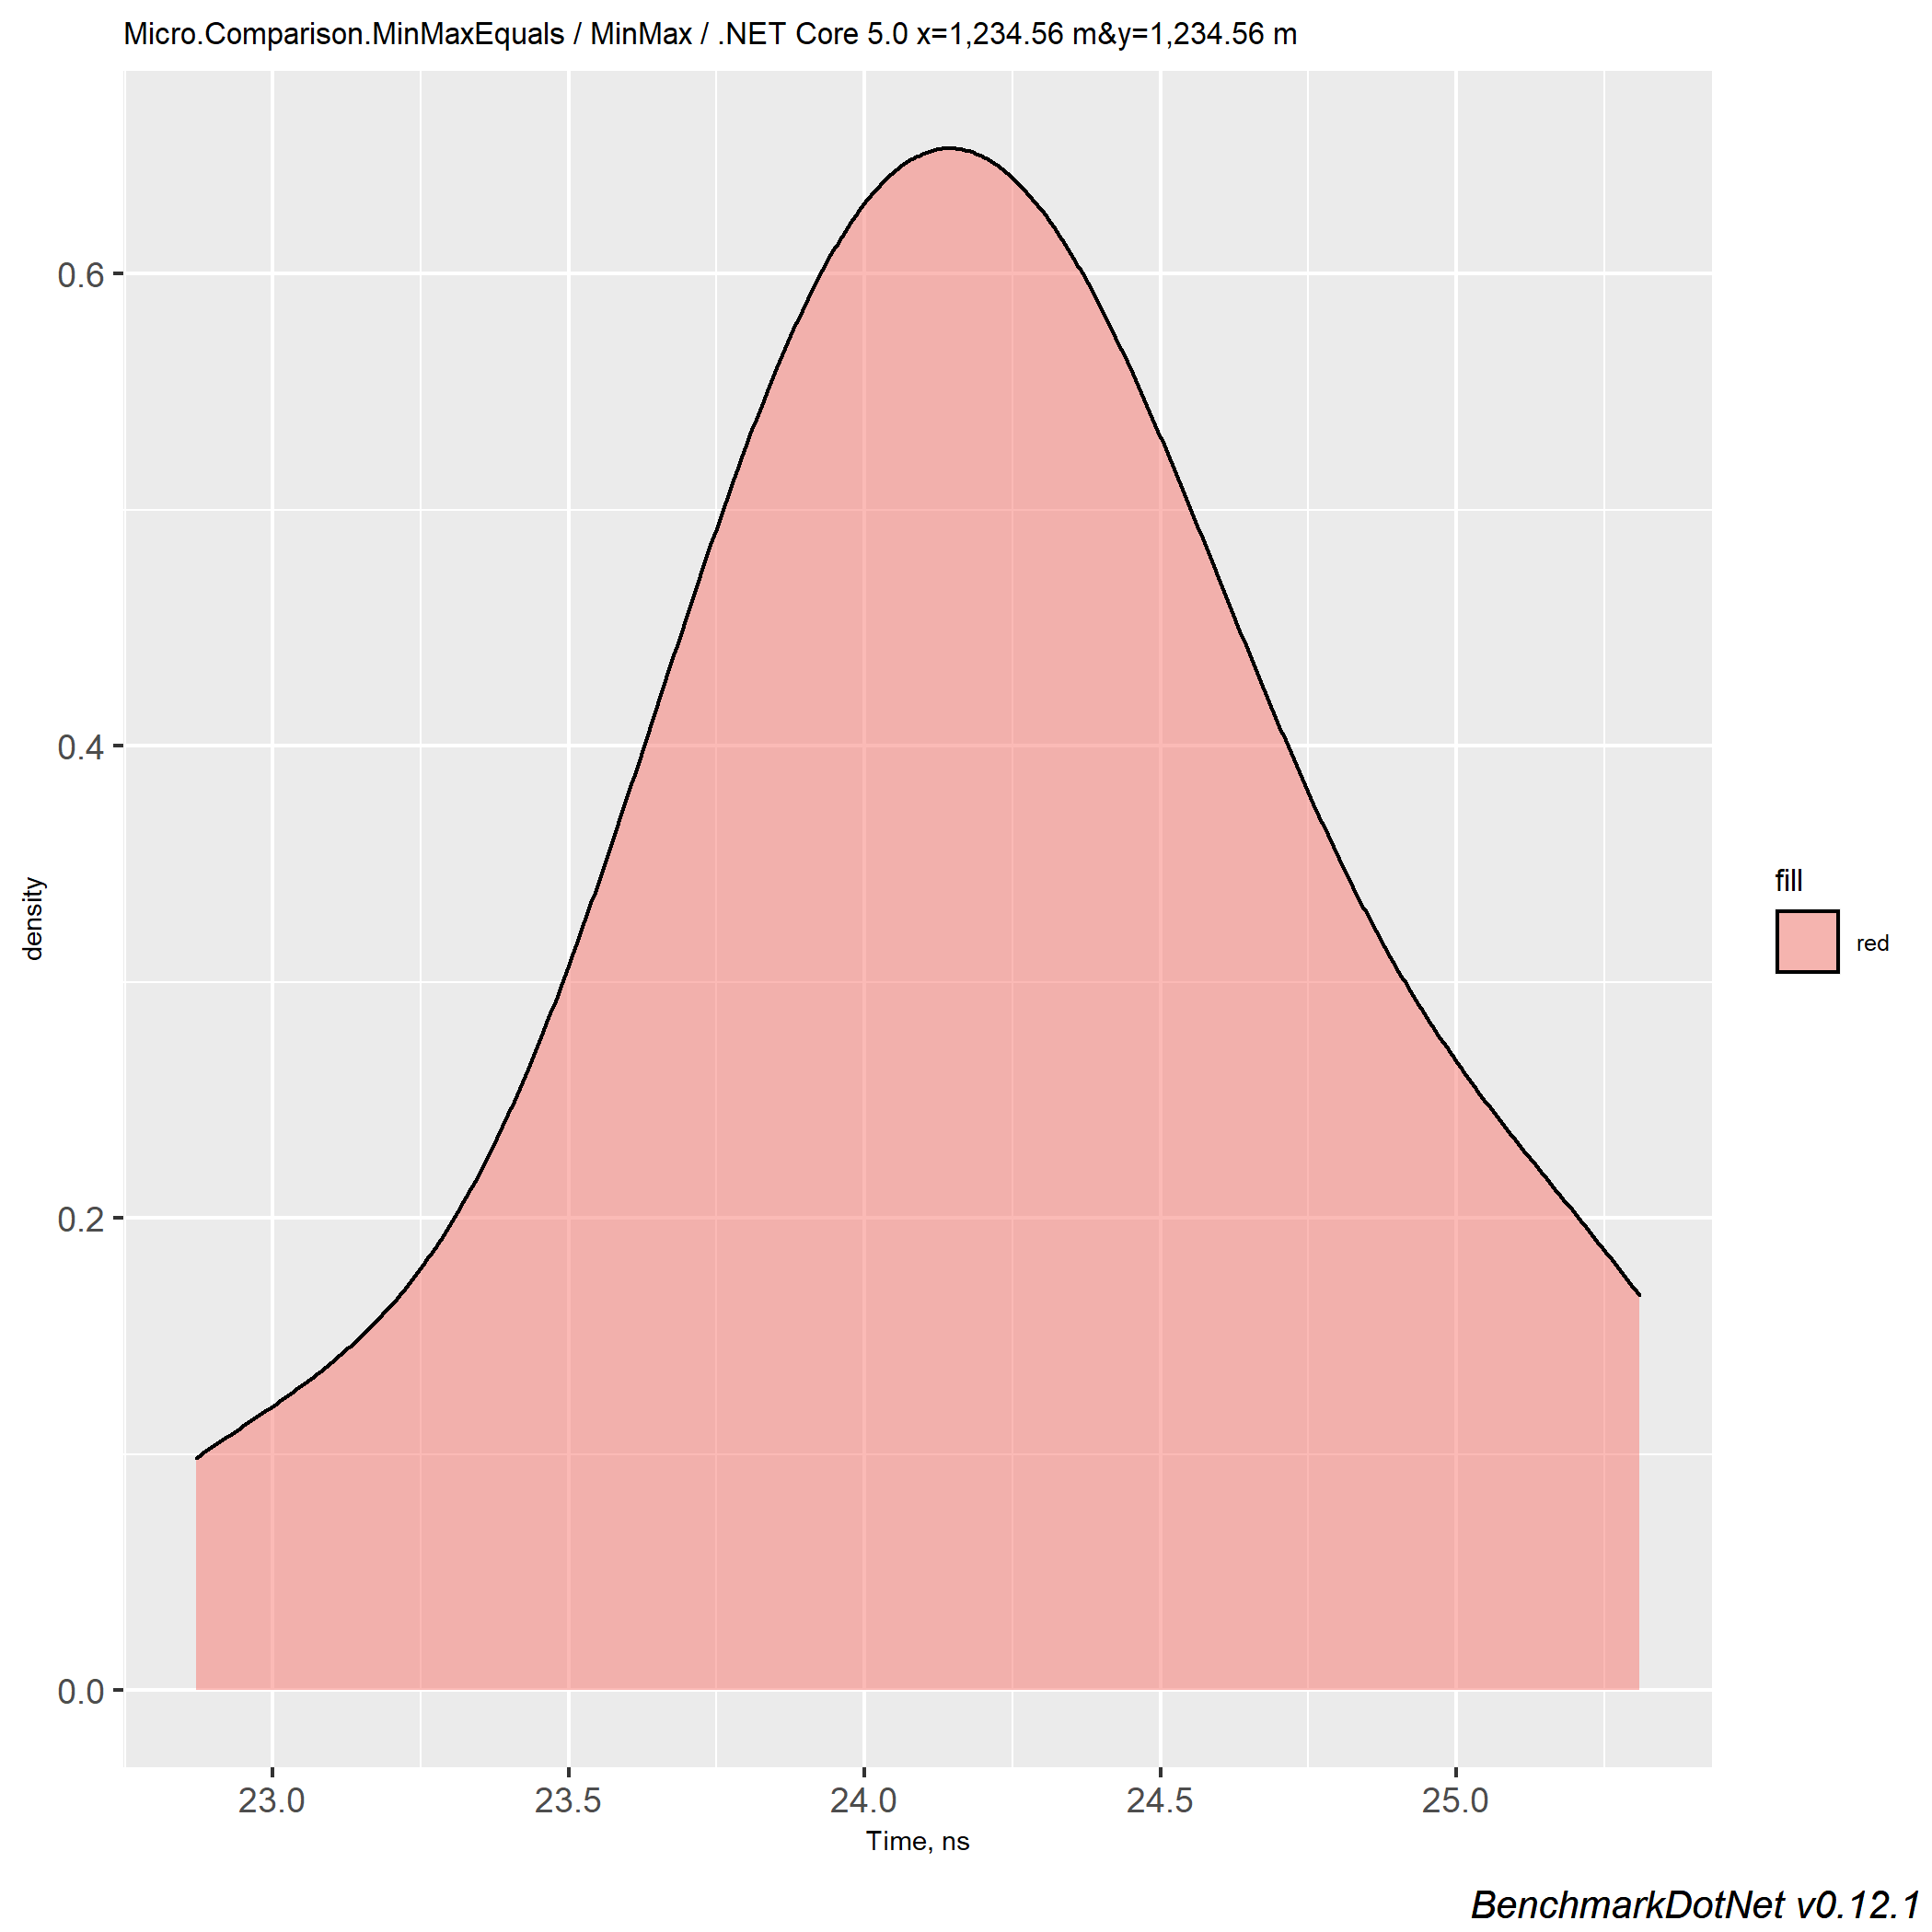 Micro.Comparison.MinMaxEquals / MinMax / .NET Core 5.0 x=1,234.56 m&y=1,234.56 m
0.6
0.4
0.2
0.0
density
23.0 23.5 24.0 24.5 25.0
Time, ns
fill
red
BenchmarkDotNet v0.12.1